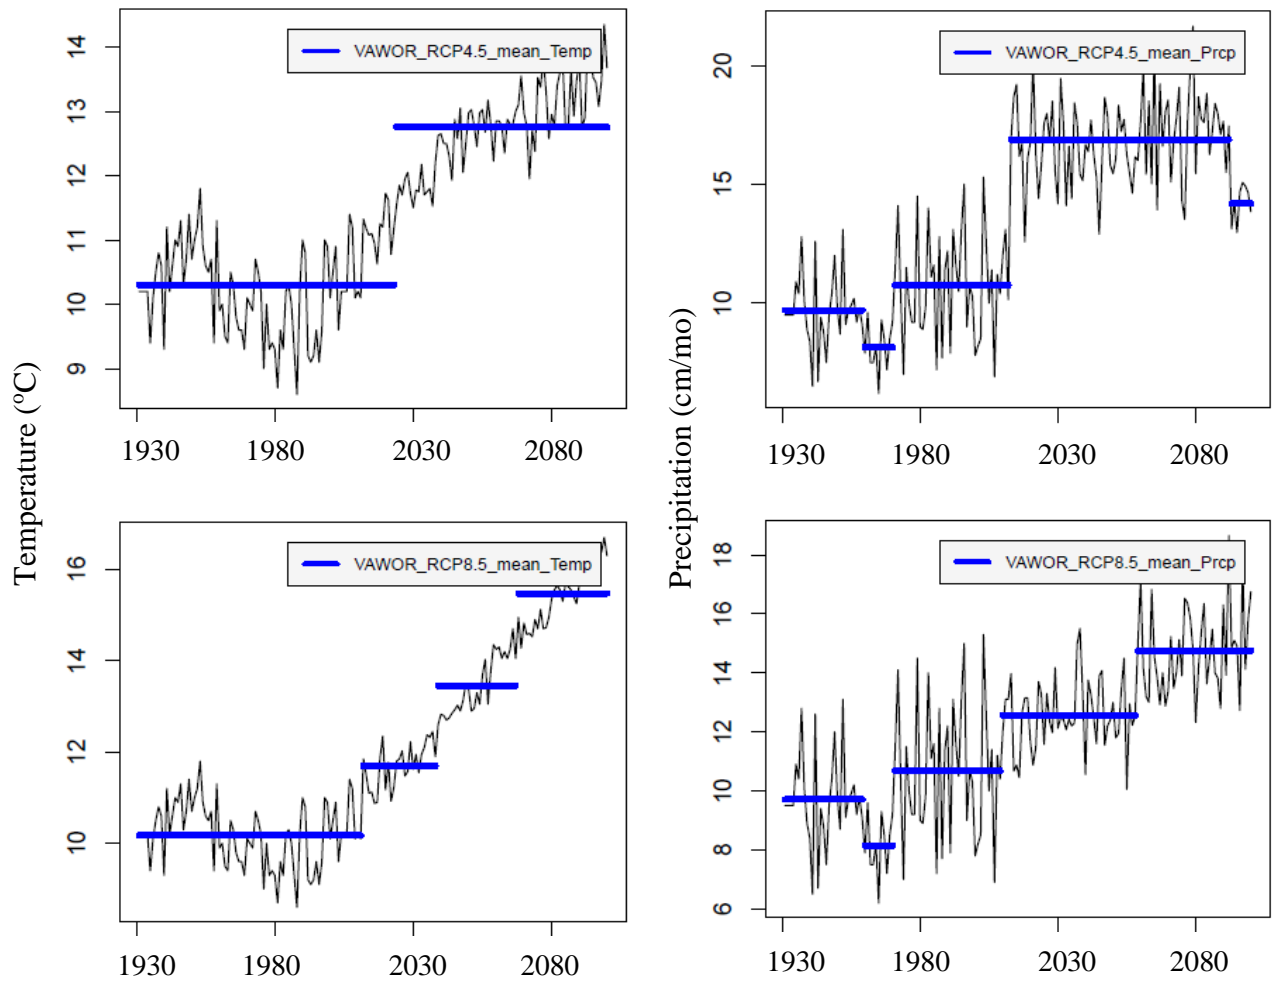 Temperature (°C)
VAWOR_RCP4.5_mean_Temp
14
13
12
11
10
9
1930 1980 2030 2080
Precipitation (cm/mo)
VAWOR_RCP4.5_mean_Prcp
20
15
10
1930 1980 2030 2080
VAWOR_RCP8.5_mean_Temp
16
14
12
10
1930 1980 2030 2080
VAWOR_RCP8.5_mean_Prcp
18
16
14
12
10
8
6
1930 1980 2030 2080